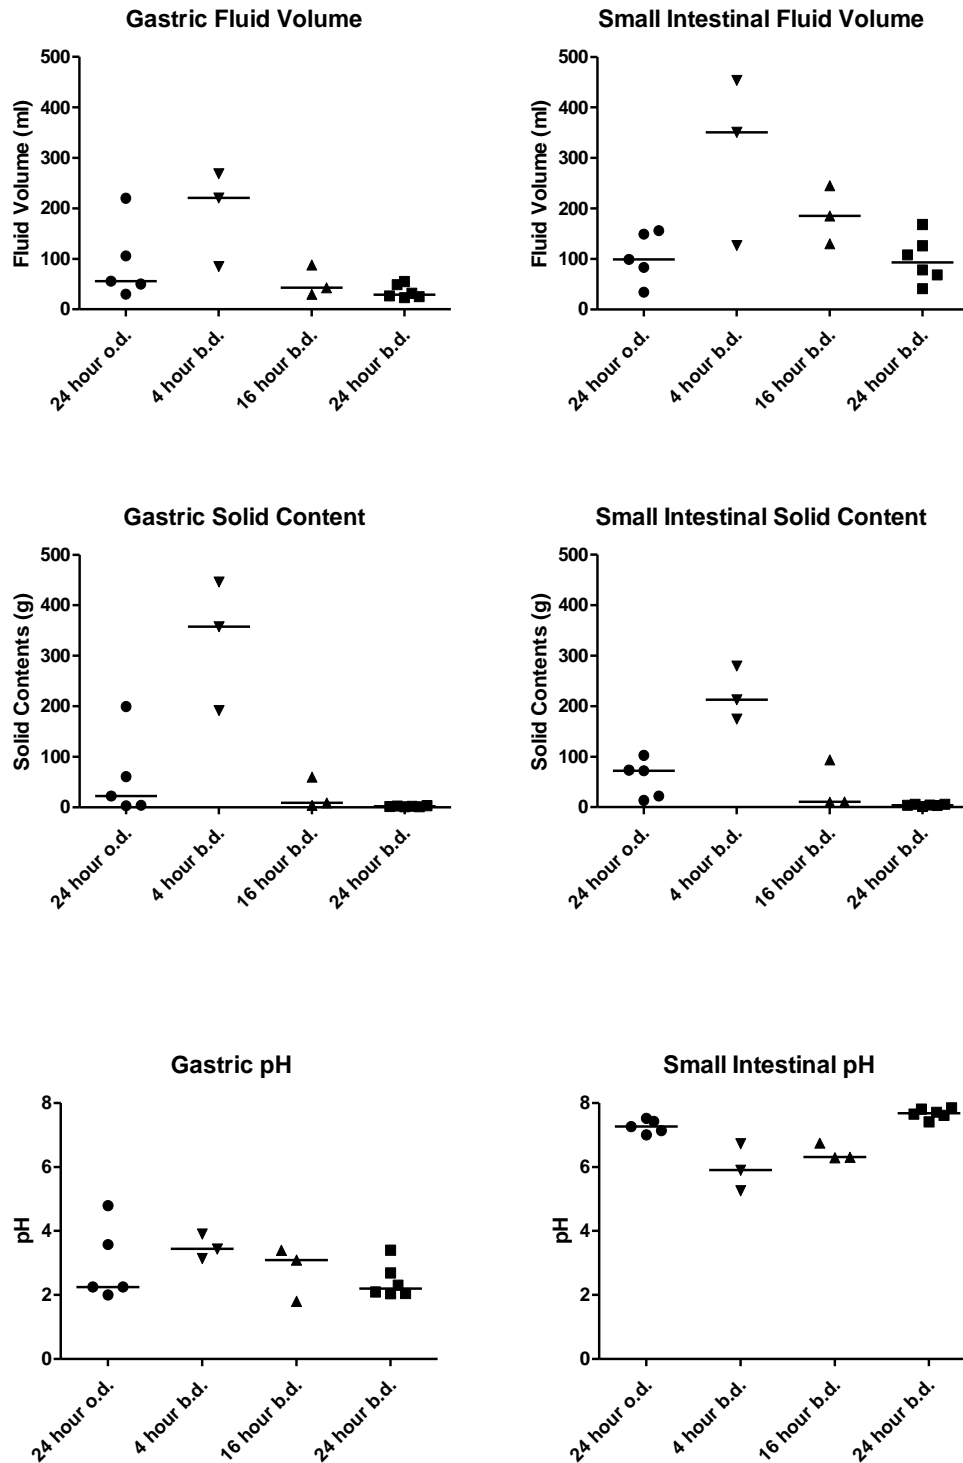 Gastric Fluid Volume
Fluid Volume (ml)
500
400
300
200
100
0
24 hour o.d.
4 hour b.d.
16 hour b.d.
24 hour b.d.
Small Intestinal Fluid Volume
Fluid Volume (ml)
500
400
300
200
100
0
24 hour o.d.
4 hour b.d.
16 hour b.d.
24 hour b.d.
Gastric Solid Content
Solid Contents (g)
500
400
300
200
100
0
24 hour o.d.
4 hour b.d.
16 hour b.d.
24 hour b.d.
Small Intestinal Solid Content
Solid Contents (g)
500
400
300
200
100
0
24 hour o.d.
4 hour b.d.
16 hour b.d.
24 hour b.d.
Gastric pH
pH
8
6
4
2
0
24 hour o.d.
4 hour b.d.
16 hour b.d.
24 hour b.d.
Small Intestinal pH
pH
8
6
4
2
0
24 hour o.d.
4 hour b.d.
16 hour b.d.
24 hour b.d.